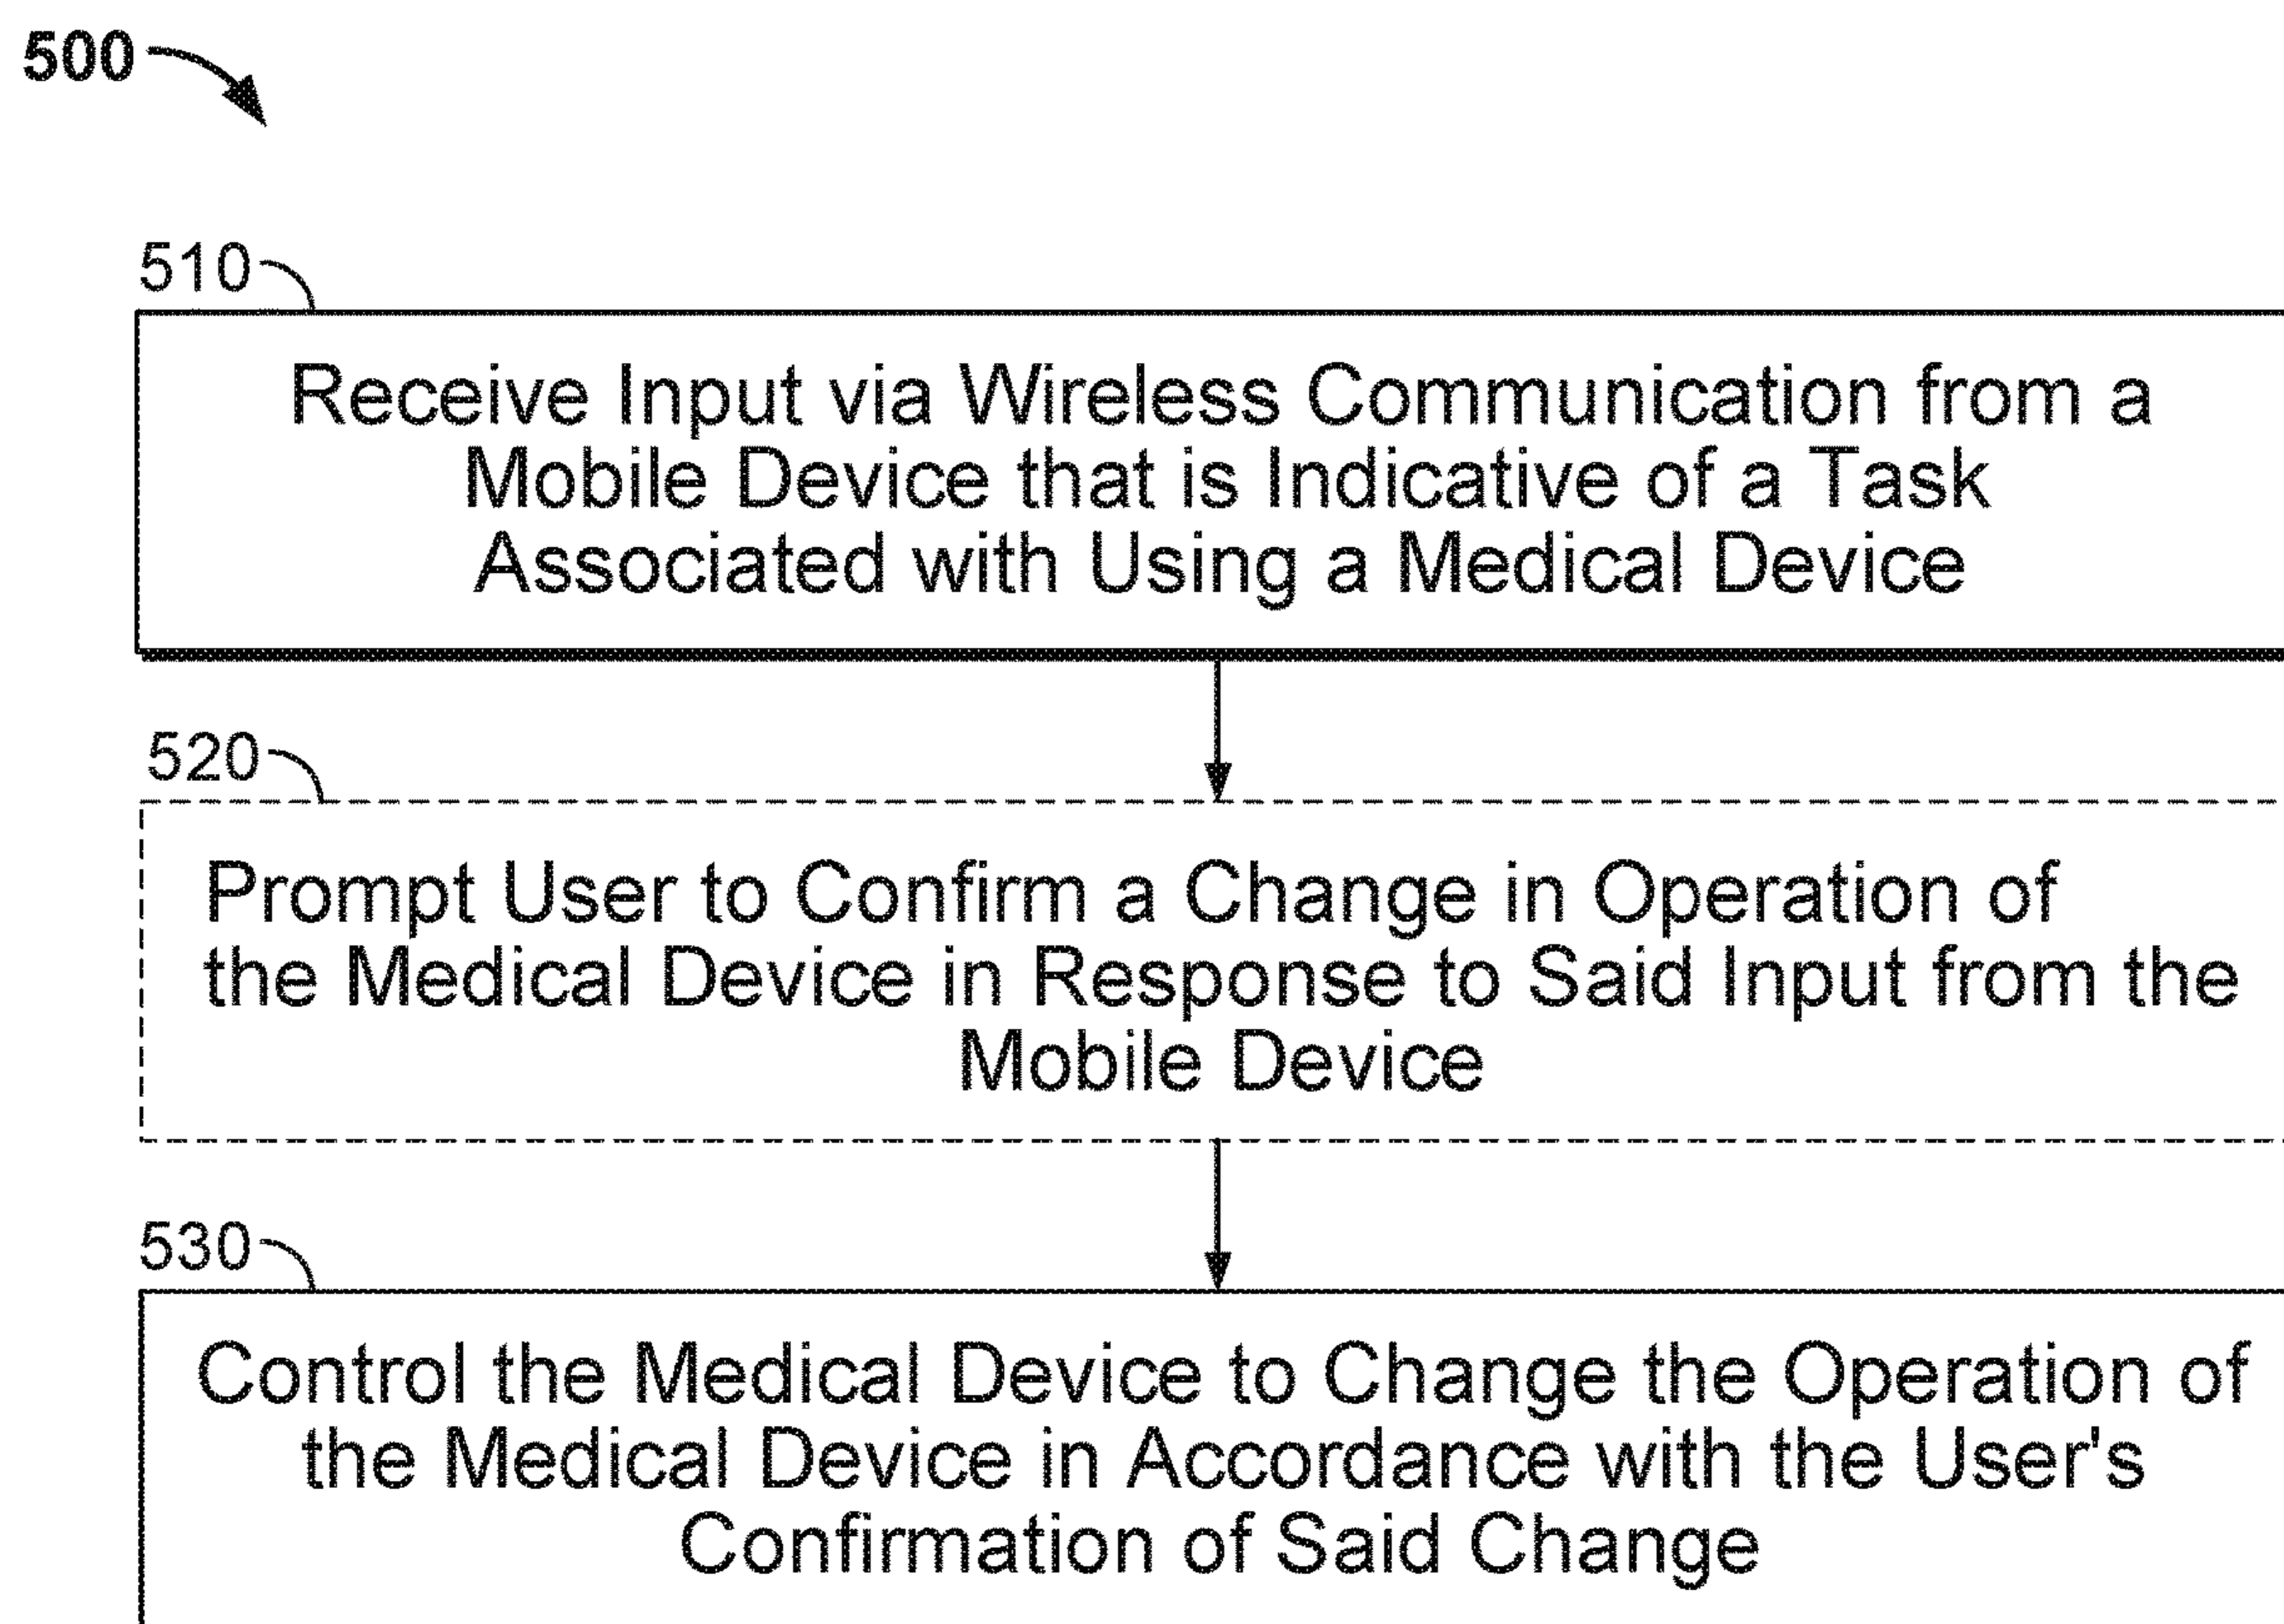 500
510
Receive Input via Wireless Communication from a
Mobile Device that is Indicative of a Task
Associated with Using a Medical Device
520
Prompt User to Confirm a Change in Operation of
the Medical Device in Response to Said Input from the
Mobile Device
530
Control the Medical Device to Change the Operation of
the Medical Device in Accordance with the User's
Confirmation of Said Change